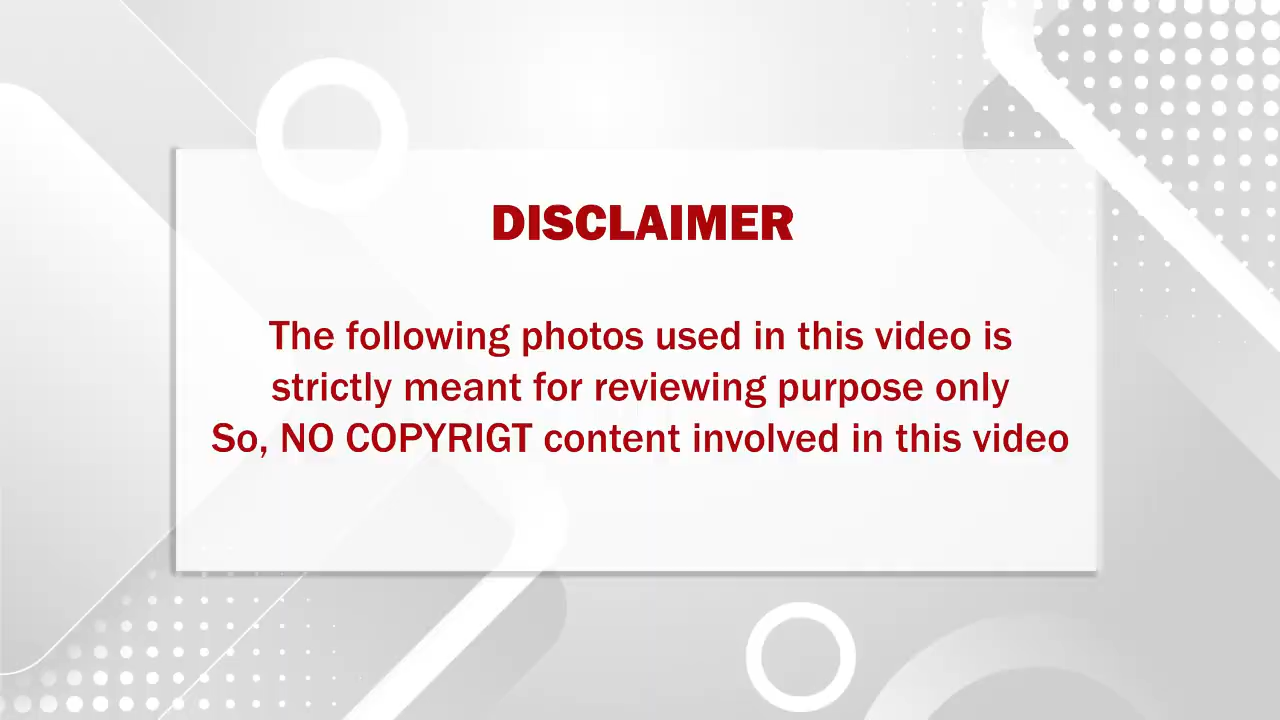 DISCLAIMER
The following photos used in this video is
strictly meant for reviewing purpose only
So, NO COPYRIGT content involved in this video